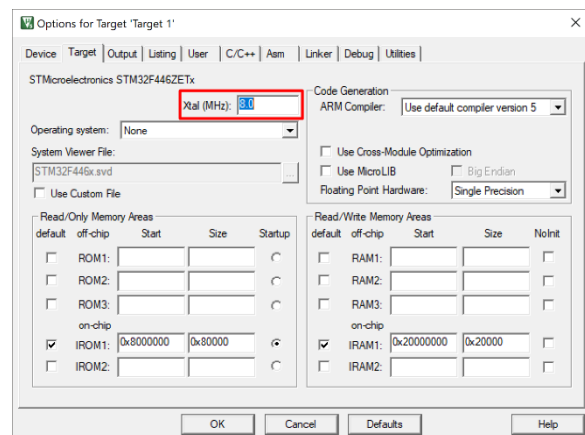 Options for Target 'Target 1'
Device Target Output Listing User C/C++ Asm Linker Debug Utilities
STMicroelectronics STM32F446ZETx
Xtal (MHz): 8.0
Operating system: None
System Viewer File:
STM32F446x.svd ...
Use Custom File
Code Generation
ARM Compiler: Use default compiler version 5
Use Cross-Module Optimization
Use MicroLIB Big Endian
Floating Point Hardware: Single Precision
Read/Only Memory Areas
default off-chip Start Size Startup
ROM1:
ROM2:
ROM3:
on-chip
IROM1: 0x8000000 0x80000
IROM2:
Read/Write Memory Areas
default off-chip Start Size NoInit
RAM1:
RAM2:
RAM3:
on-chip
IRAM1: 0x20000000 0x20000
IRAM2:
OK Cancel Defaults Help